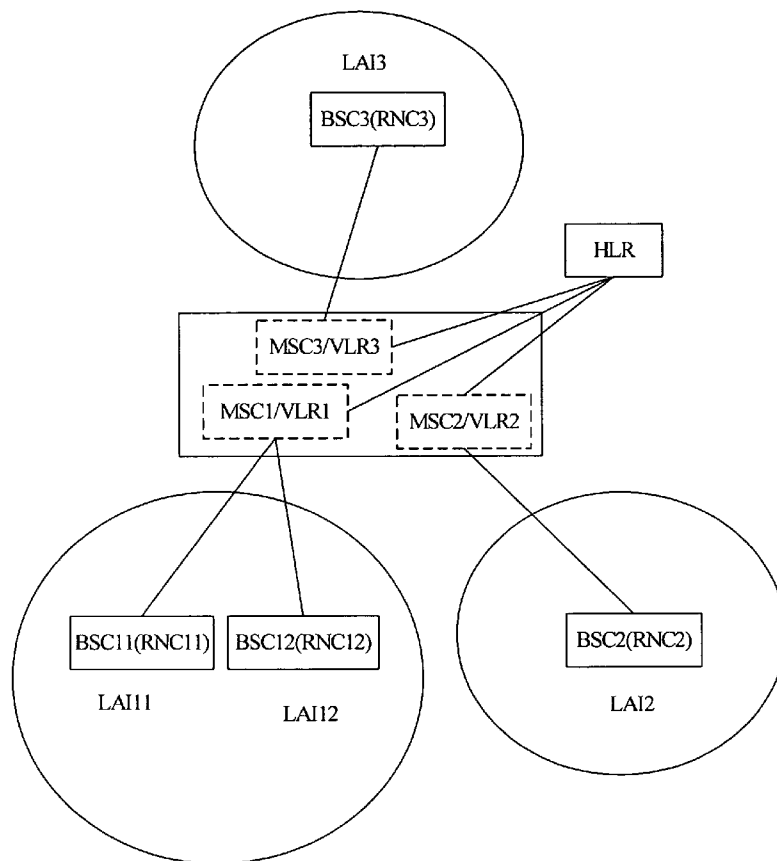 LAI3
BSC3(RNC3)
HLR
MSC3/VLR3
MSC1/VLR1
MSC2/VLR2
BSC11(RNC11)
BSC12(RNC12)
BSC2(RNC2)
LAI11
LAI12
LAI2